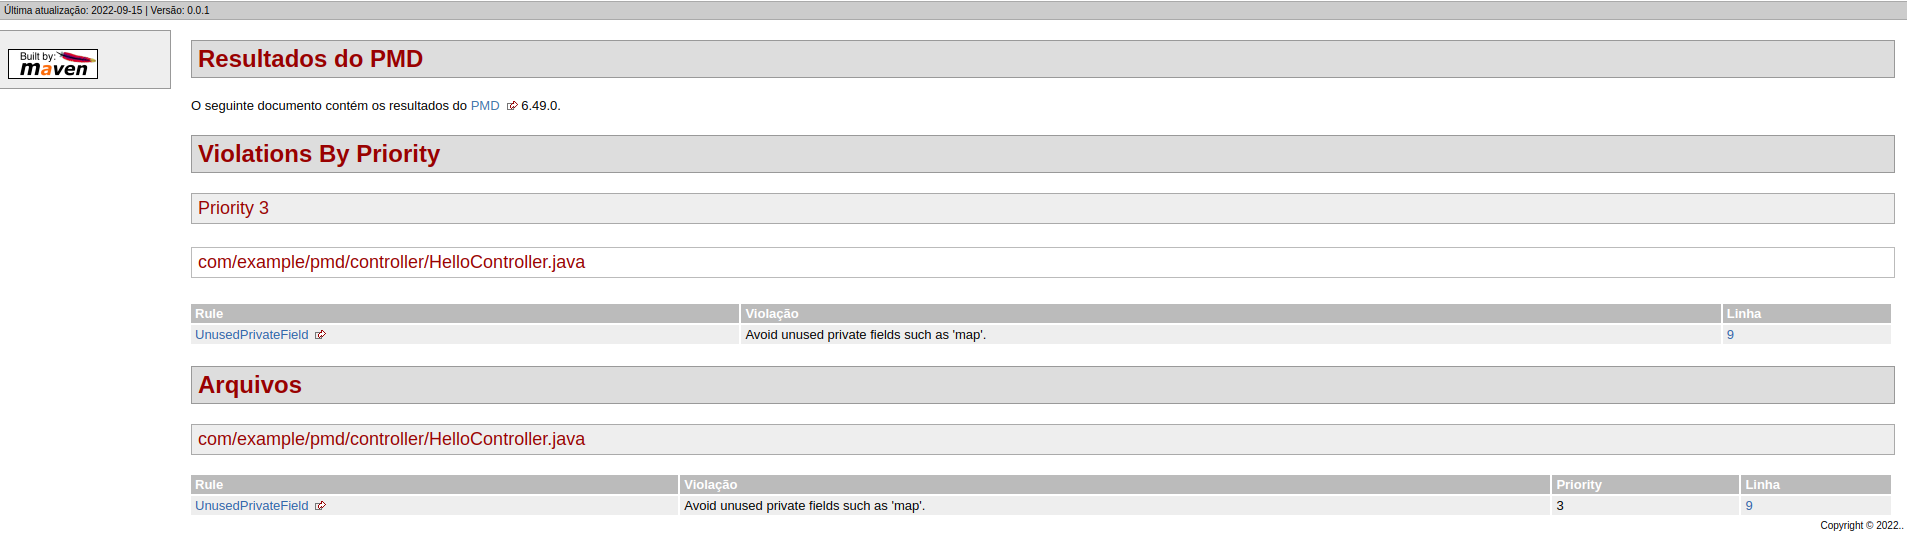 Última atualização: 2022-09-15 | Versão: 0.0.1
Built by:
maven
Resultados do PMD
O seguinte documento contém os resultados do PMD 6.49.0.
Violations By Priority
Priority 3
com/example/pmd/controller/HelloController.java
Rule Violação Linha
UnusedPrivateField Avoid unused private fields such as 'map'. 9
Arquivos
com/example/pmd/controller/HelloController.java
Rule Violação Priority Linha
UnusedPrivateField Avoid unused private fields such as 'map'. 3 9
Copyright © 2022..